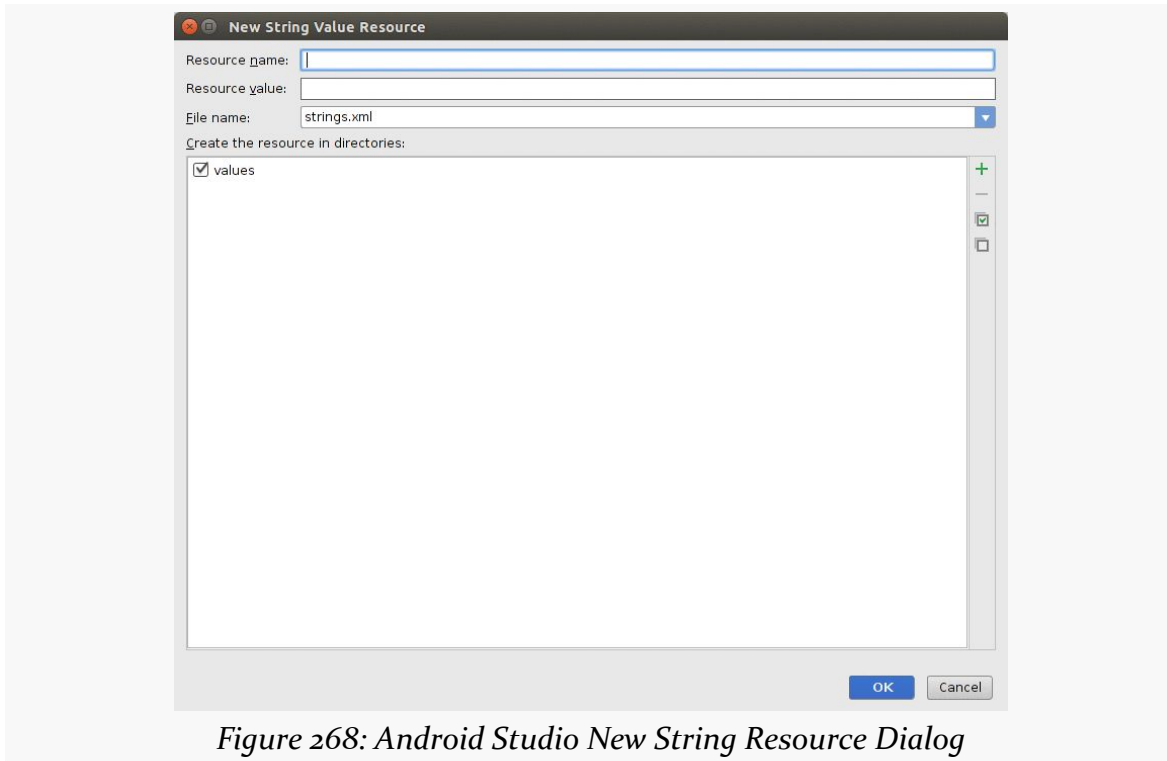 New String Value Resource
Resource name:
Resource value:
File name: strings.xml
Create the resource in directories:
values
OK Cancel
Figure 268: Android Studio New String Resource Dialog